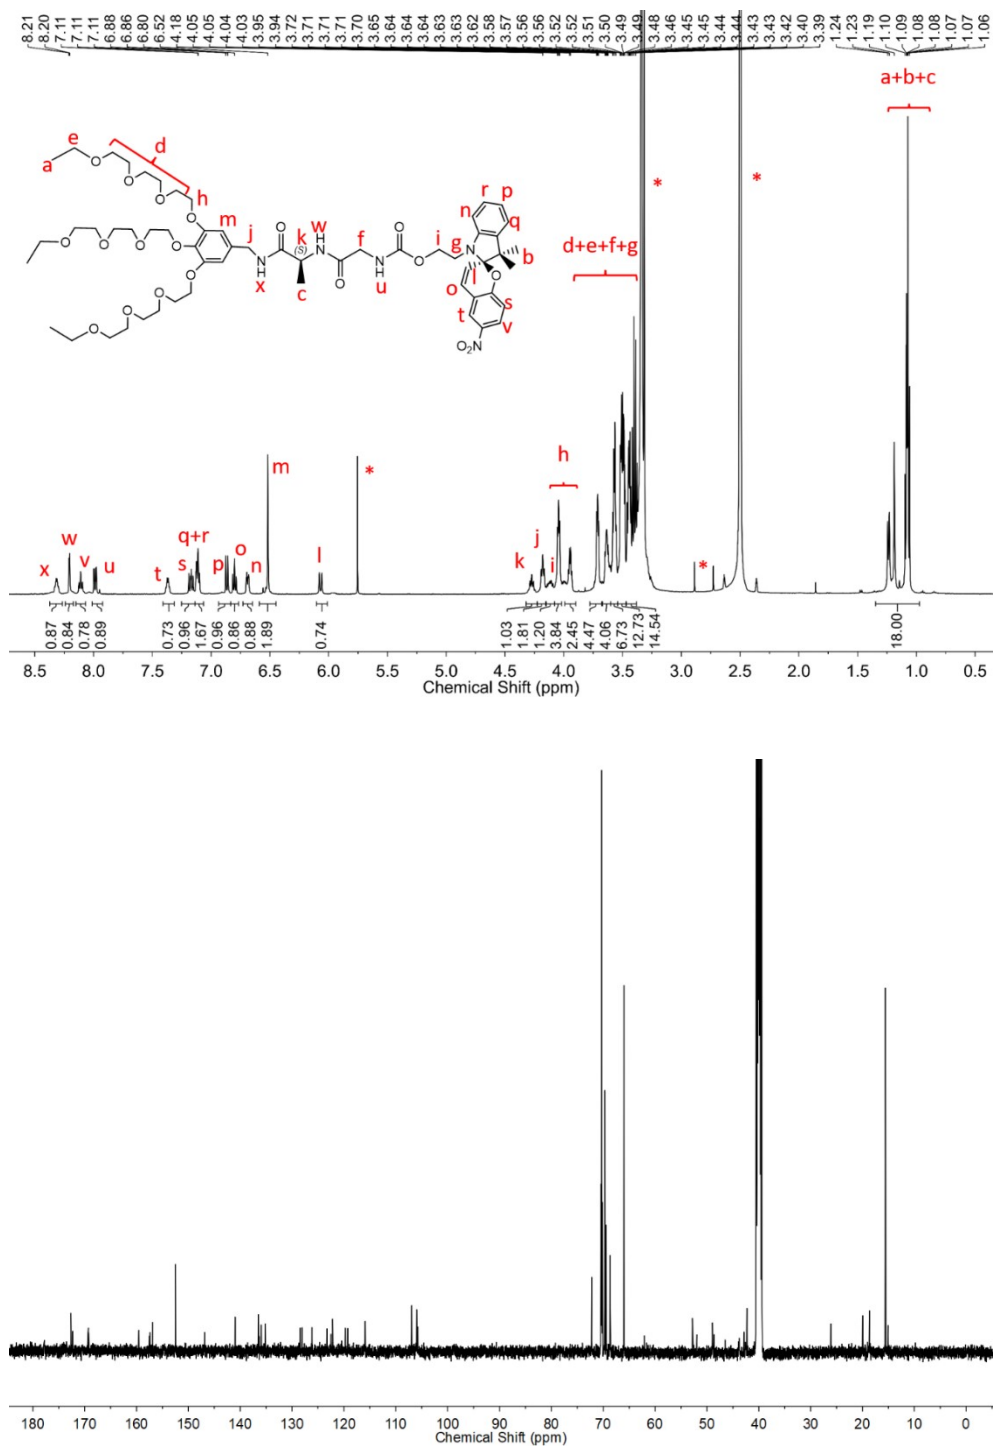 8.21 8.20 7.11 7.11 7.11 6.88 6.86 6.80 6.52 4.18 4.05 4.05 4.04 4.03 3.95 3.94 3.72 3.71 3.71 3.70 3.65 3.64 3.64 3.64 3.63 3.63 3.62 3.58 3.57 3.56 3.56 3.52 3.52 3.51 3.50 3.49 3.49 3.48 3.46 3.45 3.45 3.44 3.44 3.43 3.43 3.42 3.40 3.39 1.24 1.23 1.19 1.10 1.09 1.08 1.08 1.07 1.07 1.06
a+b+c
e d
a O O O h
O m j O H N w O f O i g n r p q
O O O O O N H x (S) k c O N H u O N l b
O O O O o O s
t v
O₂N
* *
d+e+f+g
h
m *
x w v u t s q+r p o n l k j i *
0.87 0.84 0.78 0.89 0.73 0.96 1.67 0.96 0.86 0.88 1.89 0.74 1.03 1.81 1.20 3.84 2.45 4.47 4.06 6.73 12.73 14.54 18.00
8.5 8.0 7.5 7.0 6.5 6.0 5.5 5.0 4.5 4.0 3.5 3.0 2.5 2.0 1.5 1.0 0.5
Chemical Shift (ppm)
180 170 160 150 140 130 120 110 100 90 80 70 60 50 40 30 20 10 0
Chemical Shift (ppm)